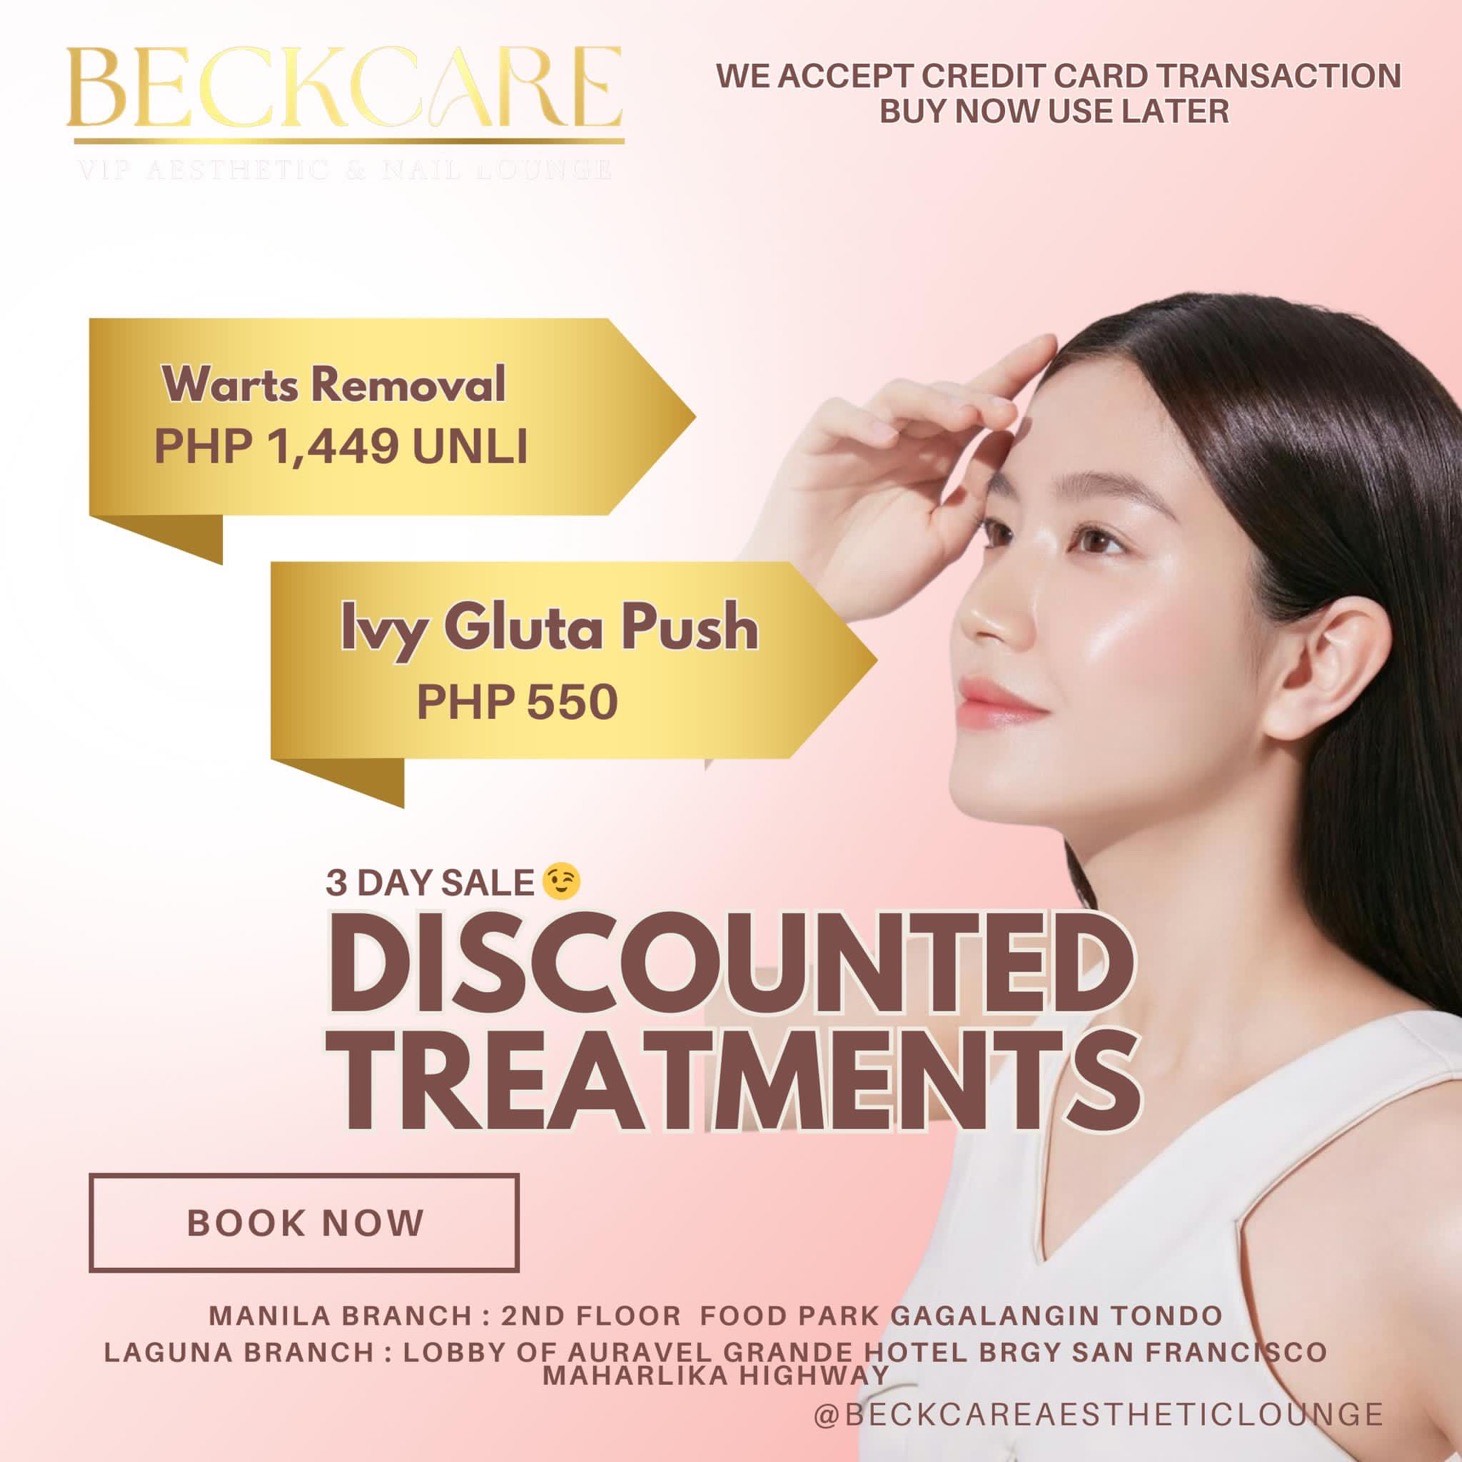 BECKCARE
VIP AESTHETIC & NAIL LOUNGE
WE ACCEPT CREDIT CARD TRANSACTION
BUY NOW USE LATER
Warts Removal
PHP 1,449 UNLI
Ivy Gluta Push
PHP 550
3 DAY SALE 😉
DISCOUNTED
TREATMENTS
BOOK NOW
MANILA BRANCH : 2ND FLOOR FOOD PARK GAGALANGIN TONDO
LAGUNA BRANCH : LOBBY OF AURAVEL GRANDE HOTEL BRGY SAN FRANCISCO
MAHARLIKA HIGHWAY
@BECKCAREAESTHETICLOUNGE